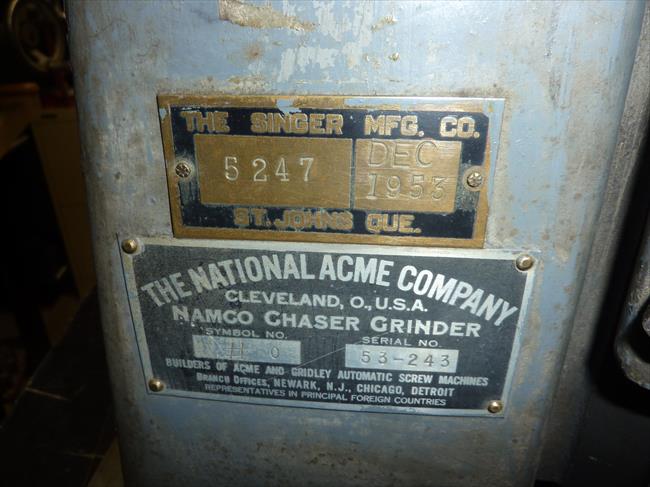 THE SINGER MFG. CO.
5247 DEC
1953
ST. JOHNS QUE.
THE NATIONAL ACME COMPANY
CLEVELAND, O., U.S.A.
NAMCO CHASER GRINDER
SYMBOL NO. SERIAL NO.
# 0 53-243
BUILDERS OF ACME AND GRIDLEY AUTOMATIC SCREW MACHINES
BRANCH OFFICES, NEWARK, N.J., CHICAGO, DETROIT
REPRESENTATIVES IN PRINCIPAL FOREIGN COUNTRIES